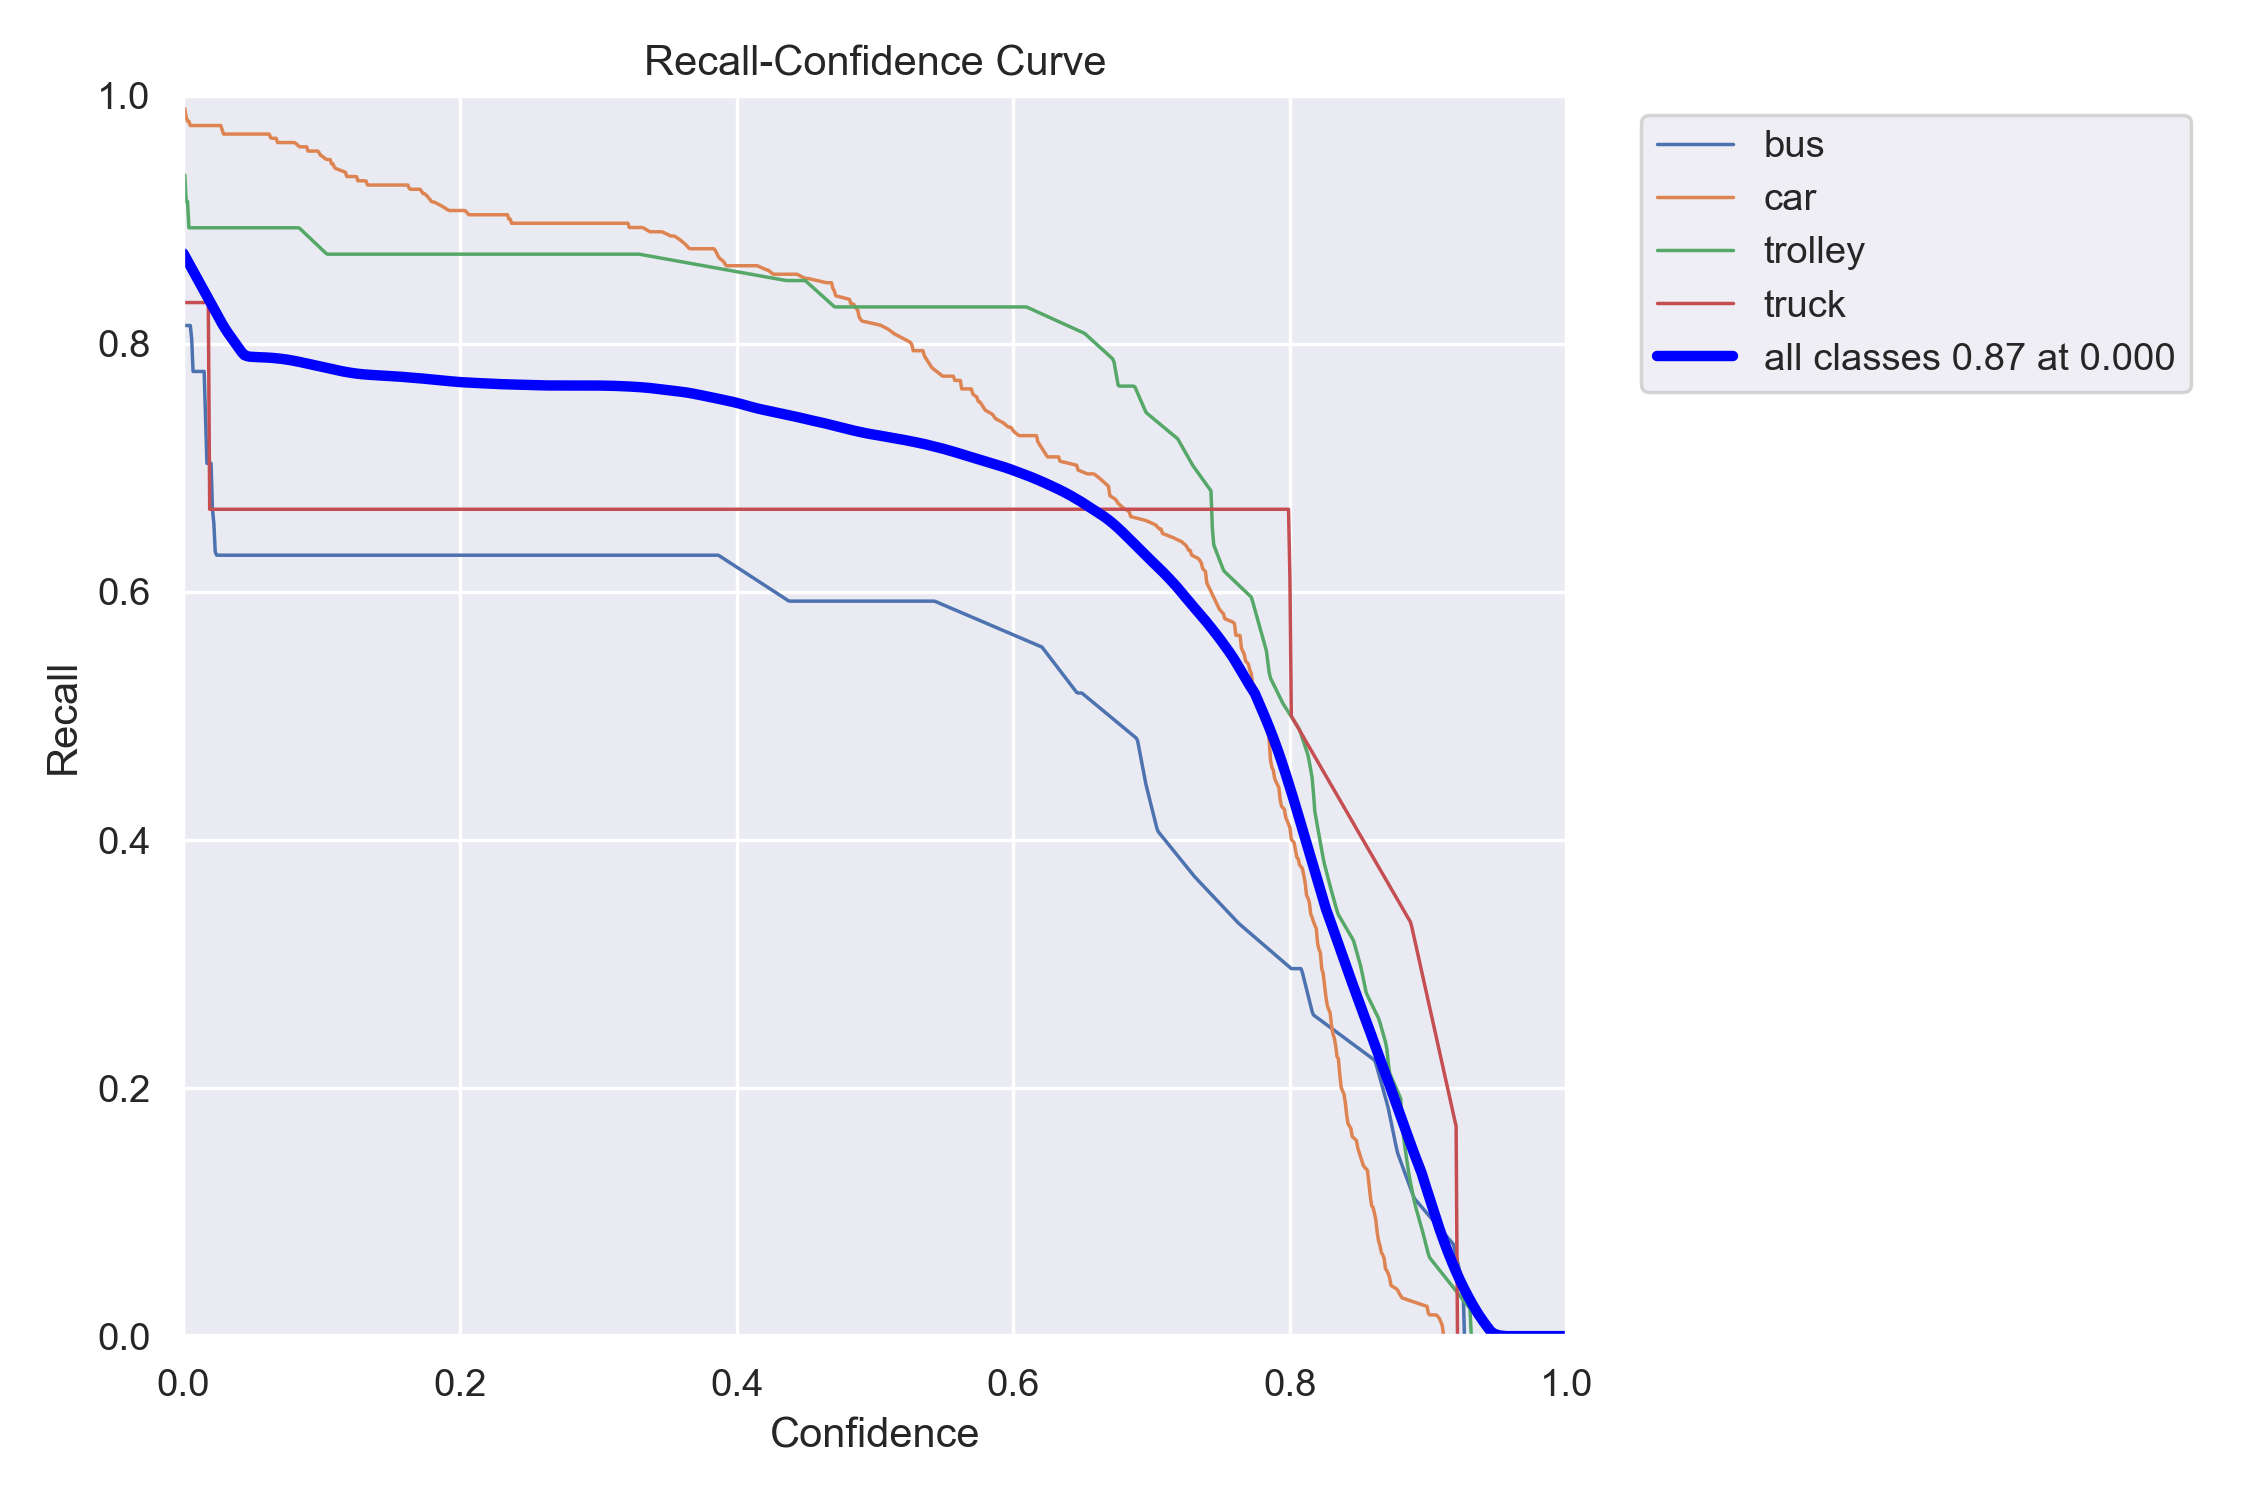 Recall-Confidence Curve
1.0
0.8
0.6
0.4
0.2
0.0
Recall
0.0 0.2 0.4 0.6 0.8 1.0
Confidence
bus
car
trolley
truck
all classes 0.87 at 0.000